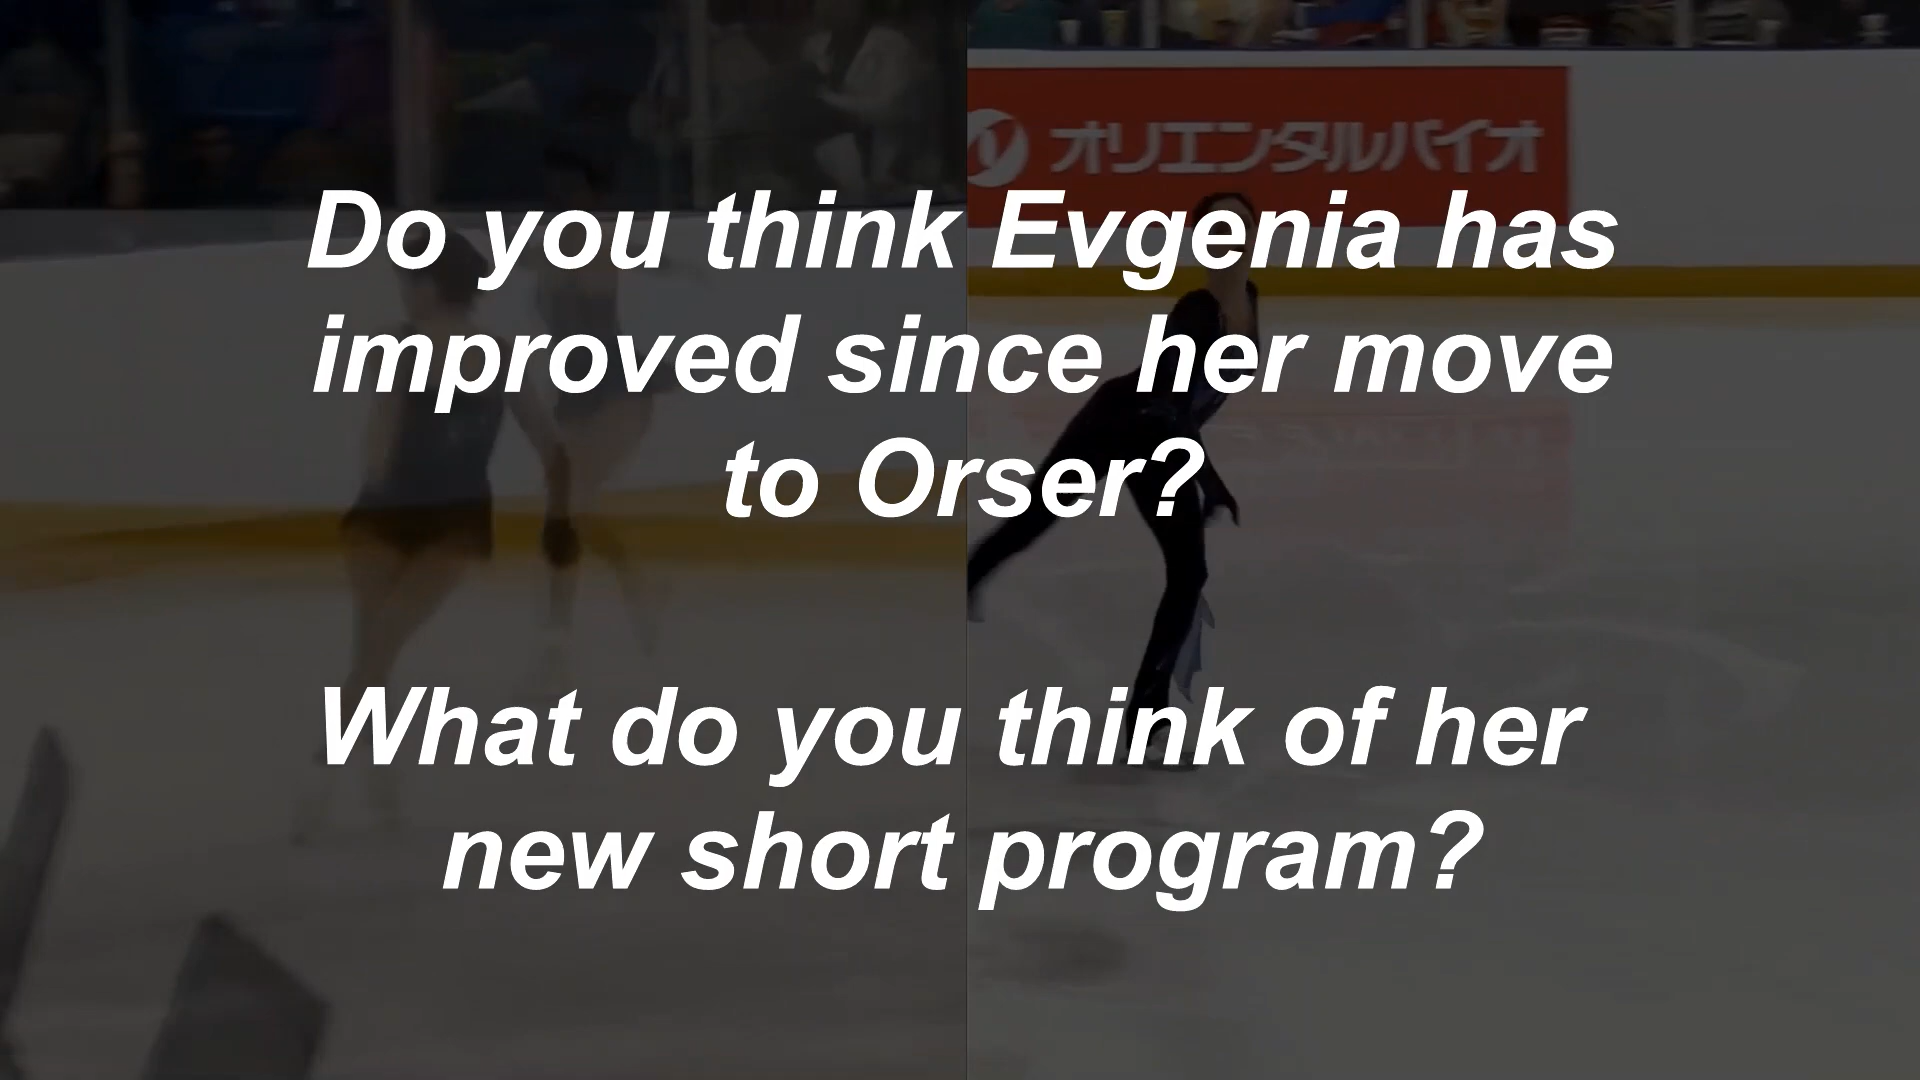 オリエンタルバイオ
Do you think Evgenia has
improved since her move
to Orser?
What do you think of her
new short program?